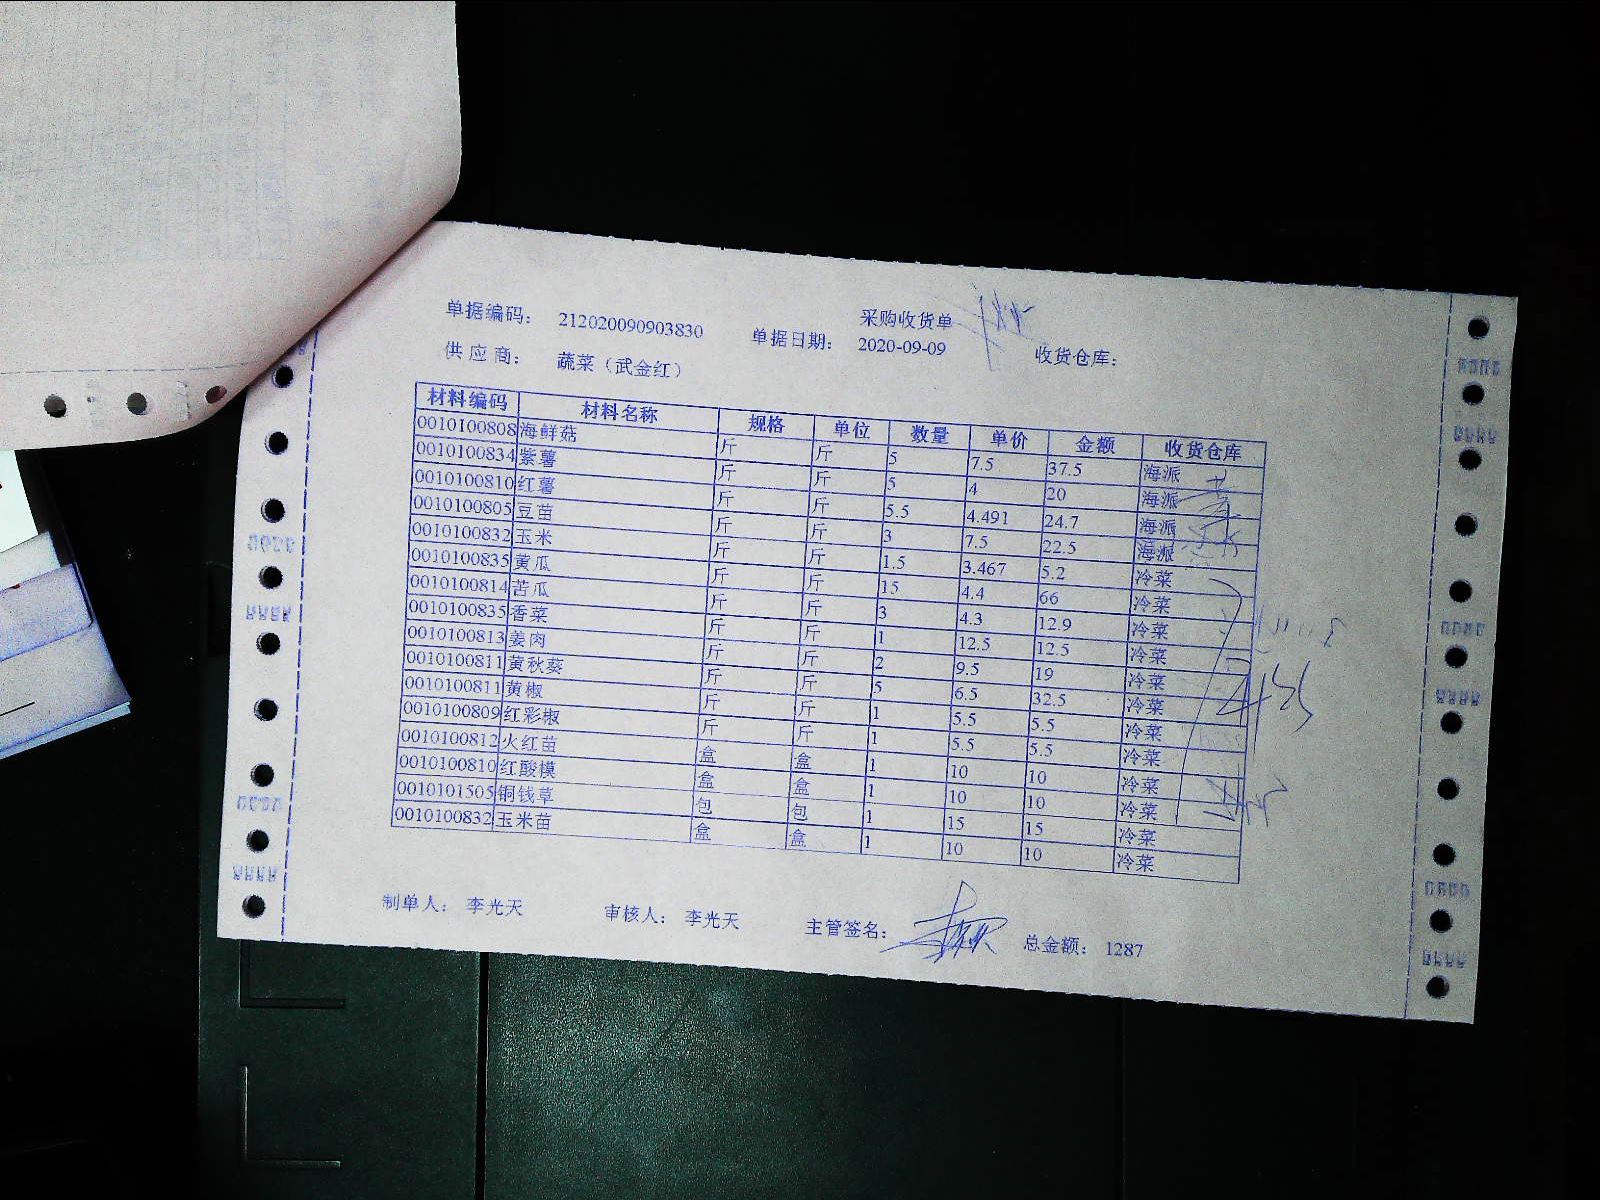 采购收货单
单据编码： 212020090903830 单据日期： 2020-09-09 收货仓库：
供应商： 蔬菜（武金红）
材料编码 材料名称 规格 单位 数量 单价 金额 收货仓库
0010100808 海鲜菇 斤 斤 5 7.5 37.5 海派
0010100834 紫薯 斤 斤 5 4 20 海派
0010100810 红薯 斤 斤 5.5 4.491 24.7 海派
0010100805 豆苗 斤 斤 3 7.5 22.5 海派
0010100832 玉米 斤 斤 1.5 3.467 5.2 冷菜
0010100835 黄瓜 斤 斤 15 4.4 66 冷菜
0010100814 苦瓜 斤 斤 3 4.3 12.9 冷菜
0010100835 香菜 斤 斤 1 12.5 12.5 冷菜
0010100813 姜肉 斤 斤 2 9.5 19 冷菜
0010100811 黄秋葵 斤 斤 5 6.5 32.5 冷菜
0010100811 黄椒 斤 斤 1 5.5 5.5 冷菜
0010100809 红彩椒 斤 斤 1 5.5 5.5 冷菜
0010100812 火红苗 盒 盒 1 10 10 冷菜
0010100810 红酸模 盒 盒 1 10 10 冷菜
0010101505 铜钱草 包 包 1 15 15 冷菜
0010100832 玉米苗 盒 盒 1 10 10 冷菜
制单人： 李光天 审核人： 李光天 主管签名： 总金额： 1287